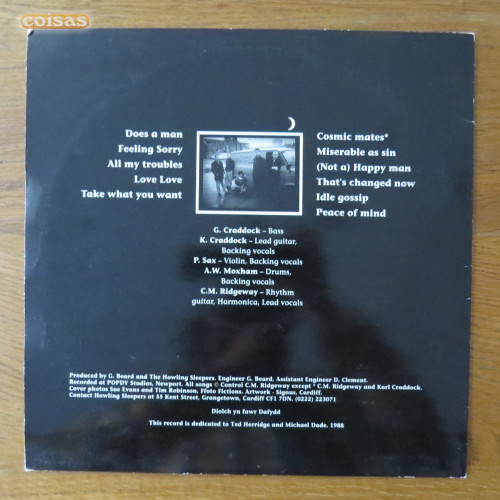 coisas
Does a man
Feeling Sorry
All my troubles
Love Love
Take what you want
Cosmic mates*
Miserable as sin
(Not a) Happy man
That's changed now
Idle gossip
Peace of mind
G. Craddock – Bass
K. Craddock – Lead guitar,
Backing vocals
P. Sax – Violin, Backing vocals
A.W. Moxham – Drums,
Backing vocals
C.M. Ridgeway – Rhythm
guitar, Harmonica, Lead vocals
Produced by G. Beard and The Howling Sleepers. Engineer G. Beard, Assistant Engineer D. Clement.
Recorded at POPDY Studios, Newport. All songs © Control C.M. Ridgeway except * C.M. Ridgeway and Karl Craddock.
Cover photos Sue Evans and Tim Robinson, Ffoto Fictions. Artwork - Signus, Cardiff.
Contact Howling Sleepers at 55 Kent Street, Grangetown, Cardiff CF1 7DN. (0222) 223071
Diolch yn fawr Dafydd
This record is dedicated to Ted Herridge and Michael Dade. 1988